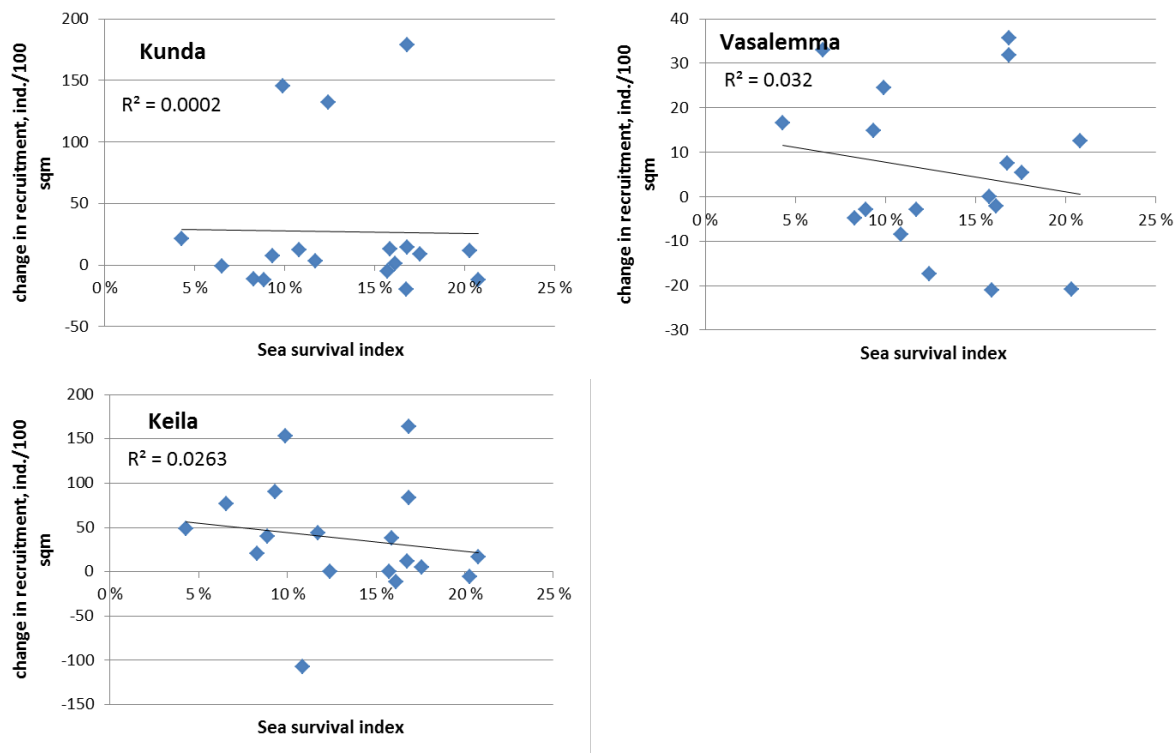 200
150
100
50
0
-50
change in recruitment, ind./100
sqm
Kunda
R² = 0.0002
0 %
5 %
10 %
15 %
20 %
25 %
Sea survival index
40
30
20
10
0
-10
-20
-30
change in recruitment, ind./100
sqm
Vasalemma
R² = 0.032
0 %
5 %
10 %
15 %
20 %
25 %
Sea survival index
200
150
100
50
0
-50
-100
-150
change in recruitment, ind./100
sqm
Keila
R² = 0.0263
0 %
5 %
10 %
15 %
20 %
25 %
Sea survival index